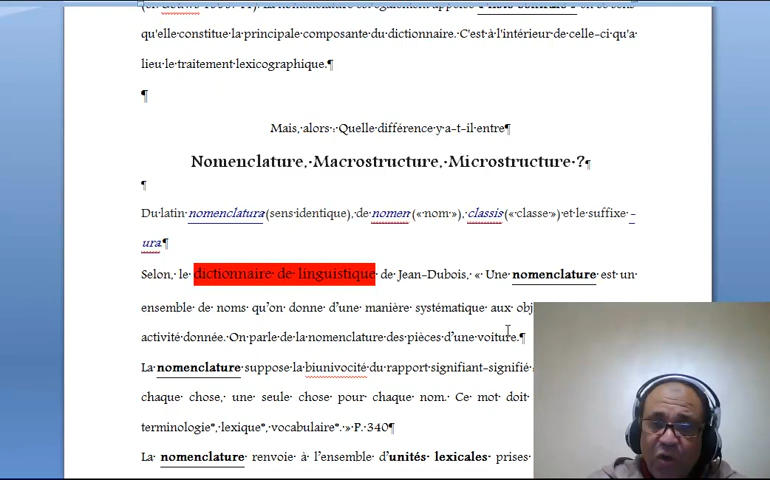 qu'elle constitue la principale composante du dictionnaire. C'est à l'intérieur de celle-ci qu'a
lieu le traitement lexicographique.¶
¶
Mais, alors : Quelle différence y a-t-il entre¶
Nomenclature, Macrostructure, Microstructure ?¶
¶
Du latin nomenclatura (sens identique), de nomen (« nom »), classis (« classe ») et le suffixe -
ura.¶
Selon, le dictionnaire de linguistique de Jean-Dubois, « Une nomenclature est un
ensemble de noms qu'on donne d'une manière systématique aux
activité donnée. On parle de la nomenclature des pièces d'une voiture.¶
La nomenclature suppose la biunivocité du rapport signifiant-signifié
chaque chose, une seule chose pour chaque nom. Ce mot doit
terminologie*, lexique*, vocabulaire*. » P. 340¶
La nomenclature renvoie à l'ensemble d'unités lexicales prises